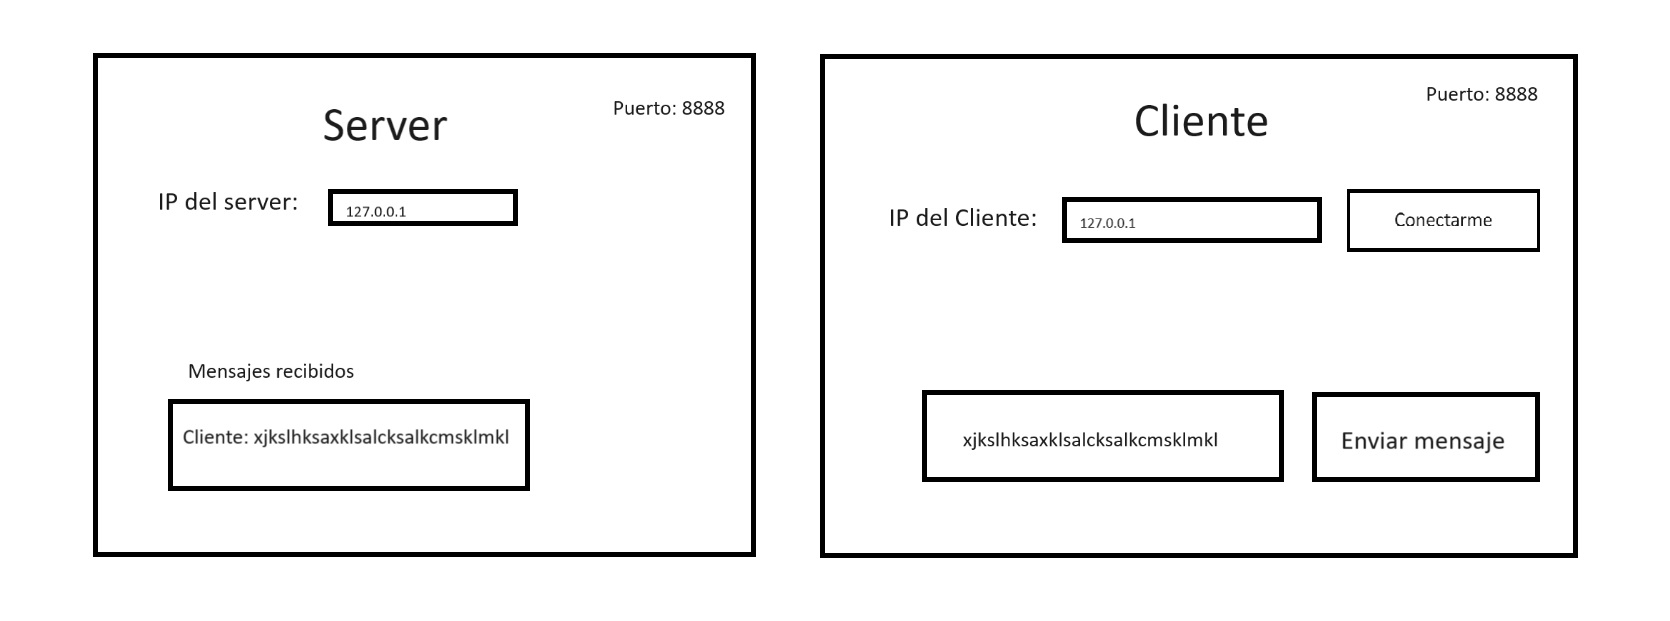 Server
Puerto: 8888
IP del server:
127.0.0.1
Mensajes recibidos
Cliente: xjkslhksaxklsalcksalkcmsklmkl
Cliente
Puerto: 8888
IP del Cliente:
127.0.0.1
Conectarme
xjkslhksaxklsalcksalkcmsklmkl
Enviar mensaje